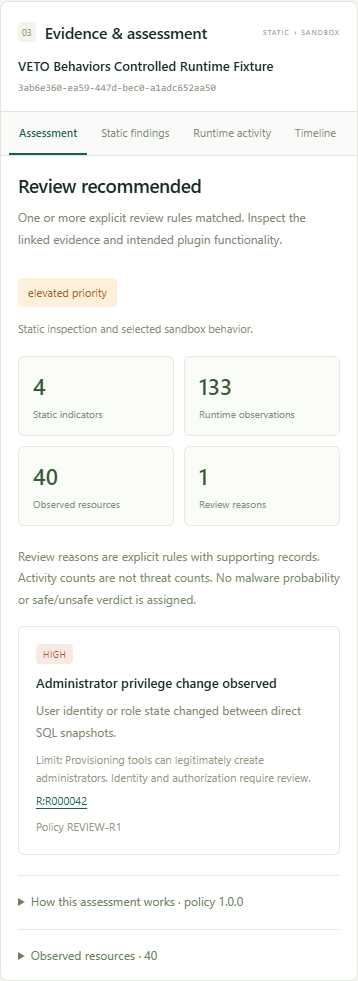 03 Evidence & assessment STATIC + SANDBOX
VETO Behaviors Controlled Runtime Fixture
3ab6e360-ea59-447d-bec0-a1adc652aa50
Assessment Static findings Runtime activity Timeline
Review recommended
One or more explicit review rules matched. Inspect the
linked evidence and intended plugin functionality.
elevated priority
Static inspection and selected sandbox behavior.
4
Static indicators
133
Runtime observations
40
Observed resources
1
Review reasons
Review reasons are explicit rules with supporting records.
Activity counts are not threat counts. No malware probability
or safe/unsafe verdict is assigned.
HIGH
Administrator privilege change observed
User identity or role state changed between direct
SQL snapshots.
Limit: Provisioning tools can legitimately create
administrators. Identity and authorization require review.
R:R000042
Policy REVIEW-R1
How this assessment works · policy 1.0.0
Observed resources · 40